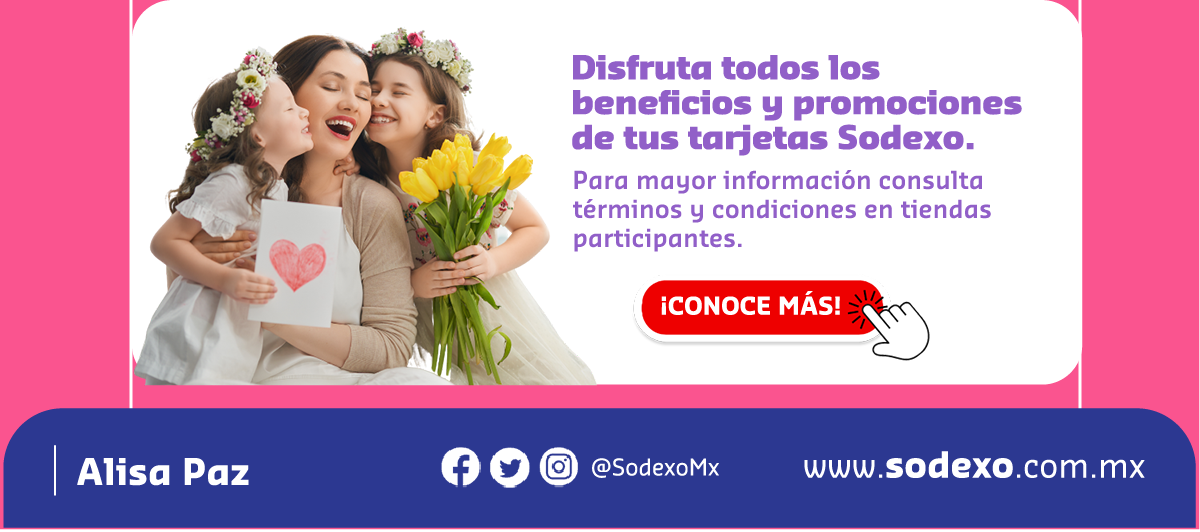 Disfruta todos los
beneficios y promociones
de tus tarjetas Sodexo.
Para mayor información consulta
términos y condiciones en tiendas
participantes.
¡CONOCE MÁS!
Alisa Paz
@SodexoMx
www.sodexo.com.mx